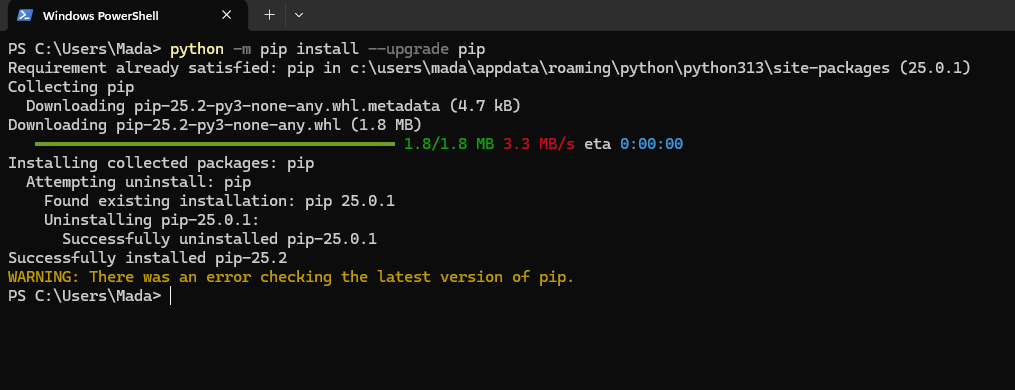 Windows PowerShell
PS C:\Users\Mada> python -m pip install --upgrade pip
Requirement already satisfied: pip in c:\users\mada\appdata\roaming\python\python313\site-packages (25.0.1)
Collecting pip
  Downloading pip-25.2-py3-none-any.whl.metadata (4.7 kB)
Downloading pip-25.2-py3-none-any.whl (1.8 MB)
1.8/1.8 MB 3.3 MB/s eta 0:00:00
Installing collected packages: pip
  Attempting uninstall: pip
    Found existing installation: pip 25.0.1
    Uninstalling pip-25.0.1:
      Successfully uninstalled pip-25.0.1
Successfully installed pip-25.2
WARNING: There was an error checking the latest version of pip.
PS C:\Users\Mada>